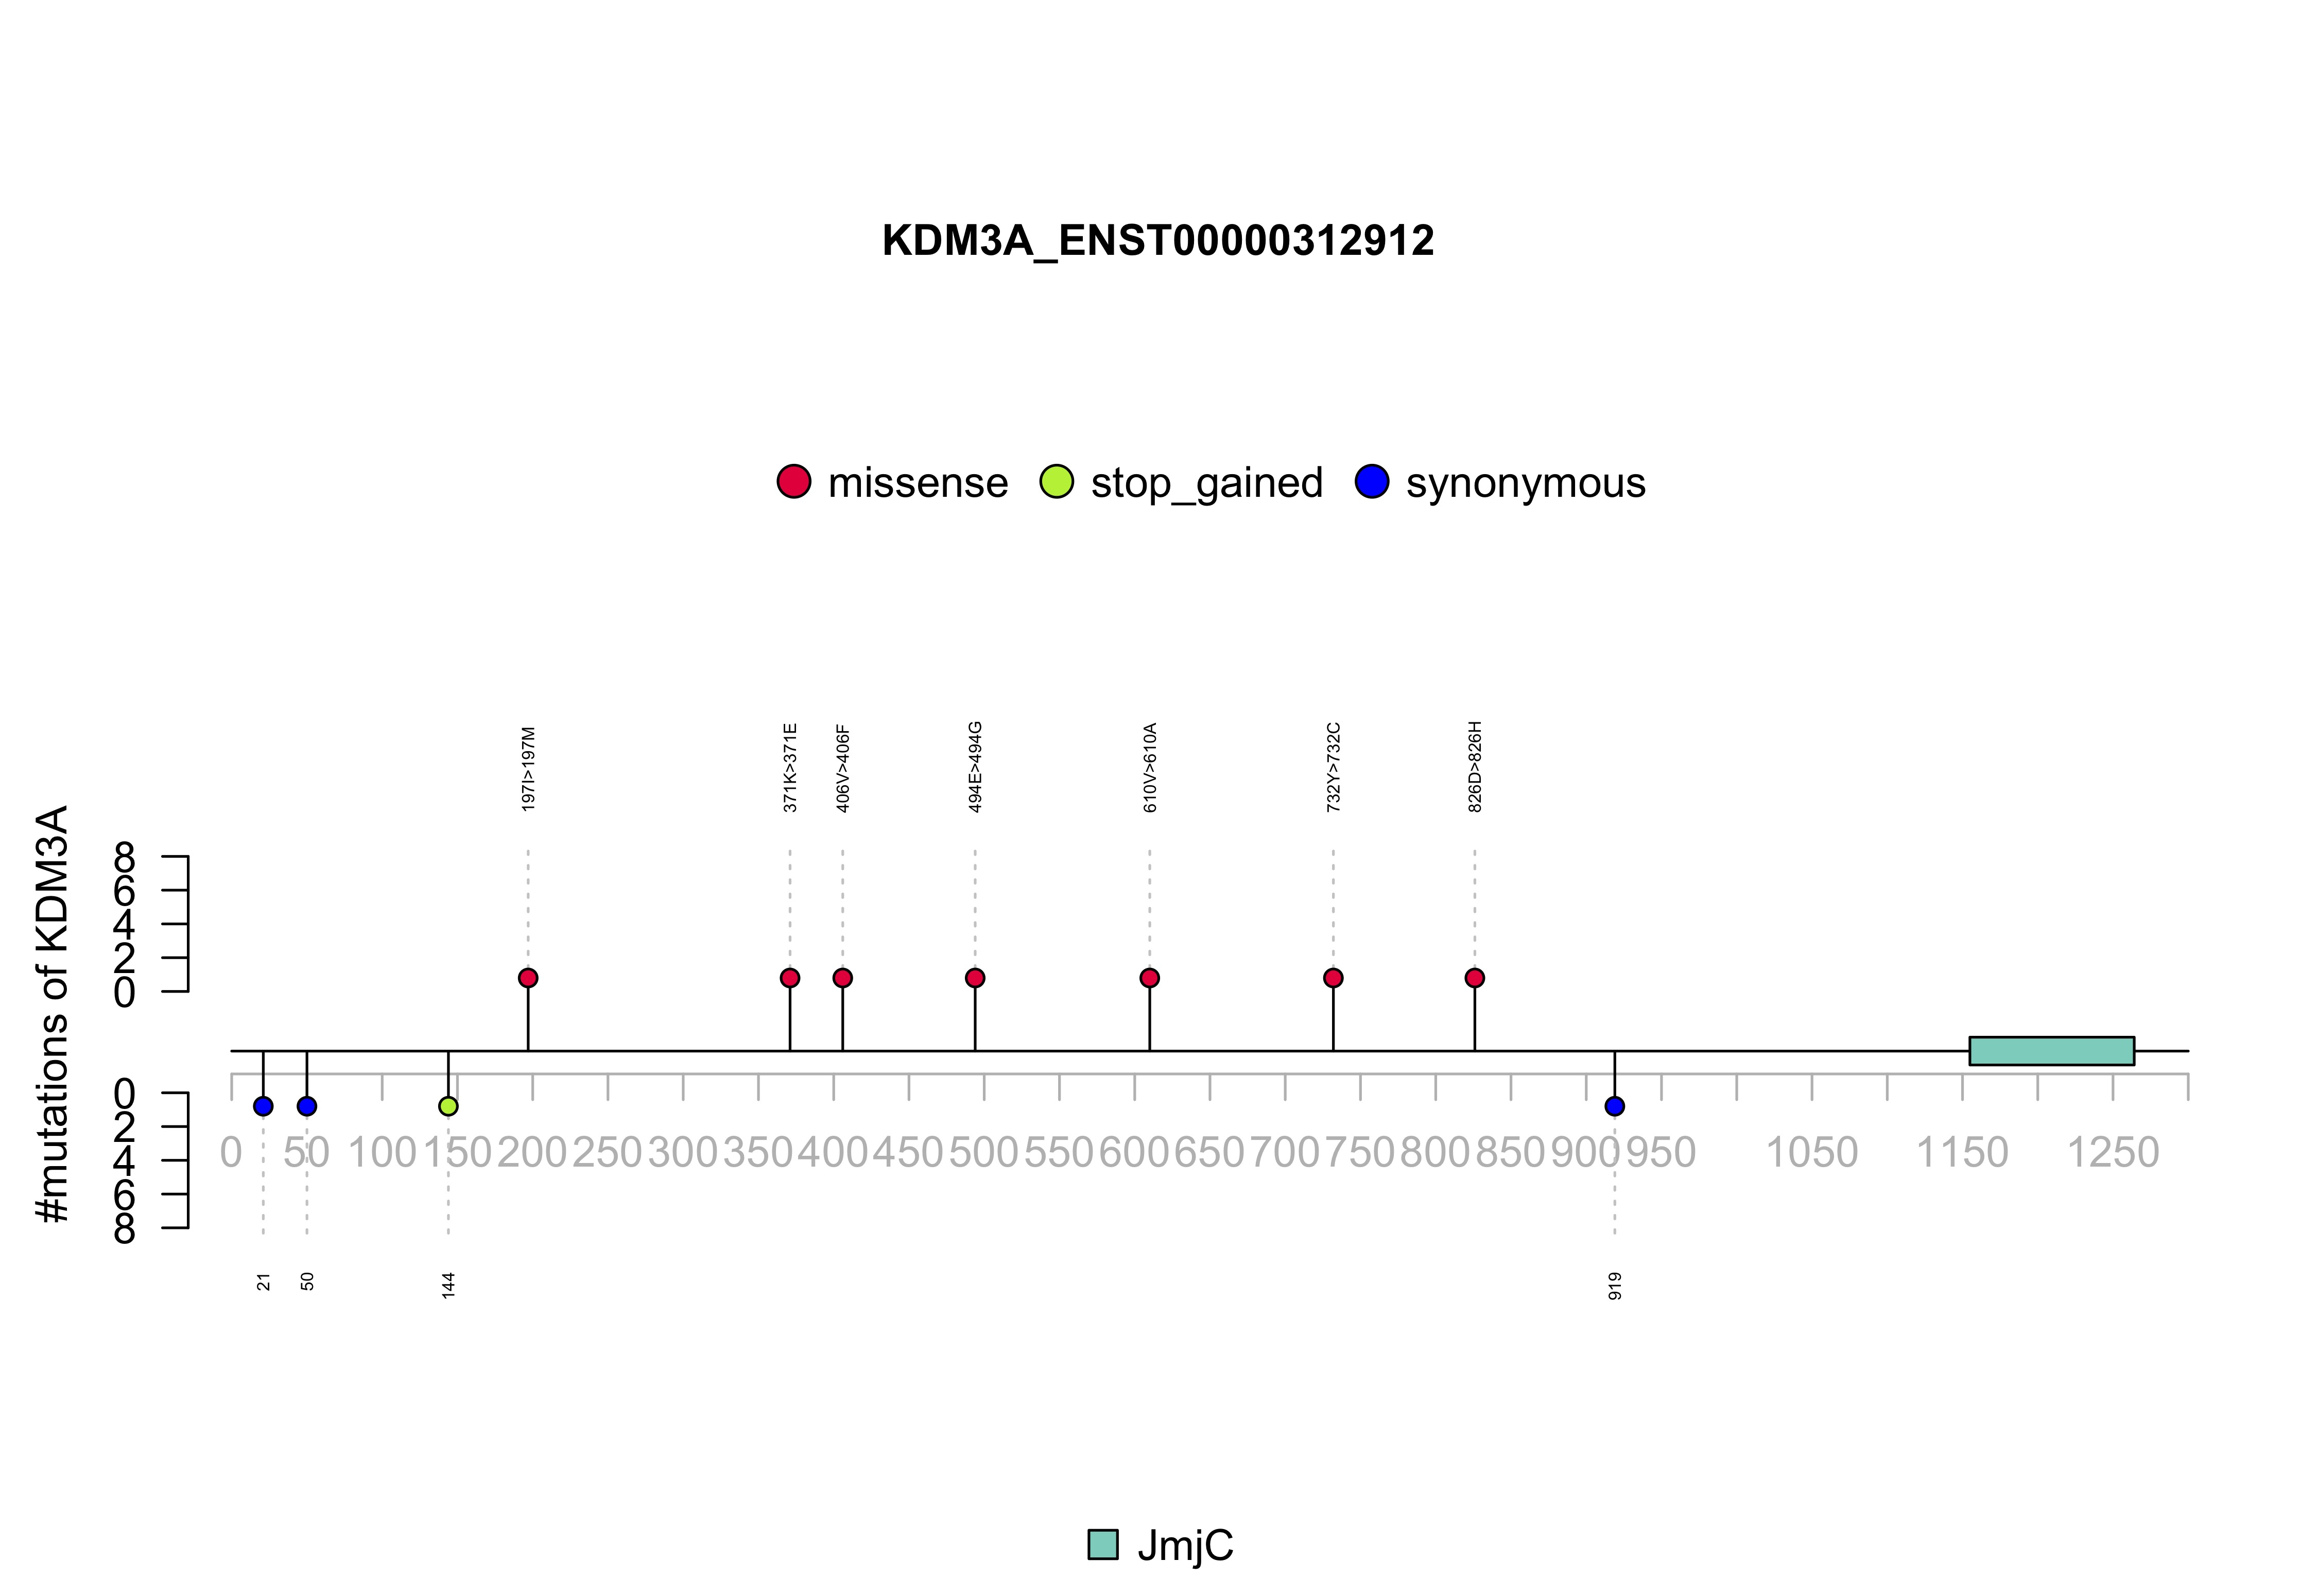 KDM3A_ENST00000312912
missense stop_gained synonymous
197I>197M
371K>371E
406V>406F
494E>494G
610V>610A
732Y>732C
826D>826H
#mutations of KDM3A
8
6
4
2
0
0
2
4
6
8
0 50 100 150 200 250 300 350 400 450 500 550 600 650 700 750 800 850 900 950 1050 1150 1250
21
50
144
919
JmjC